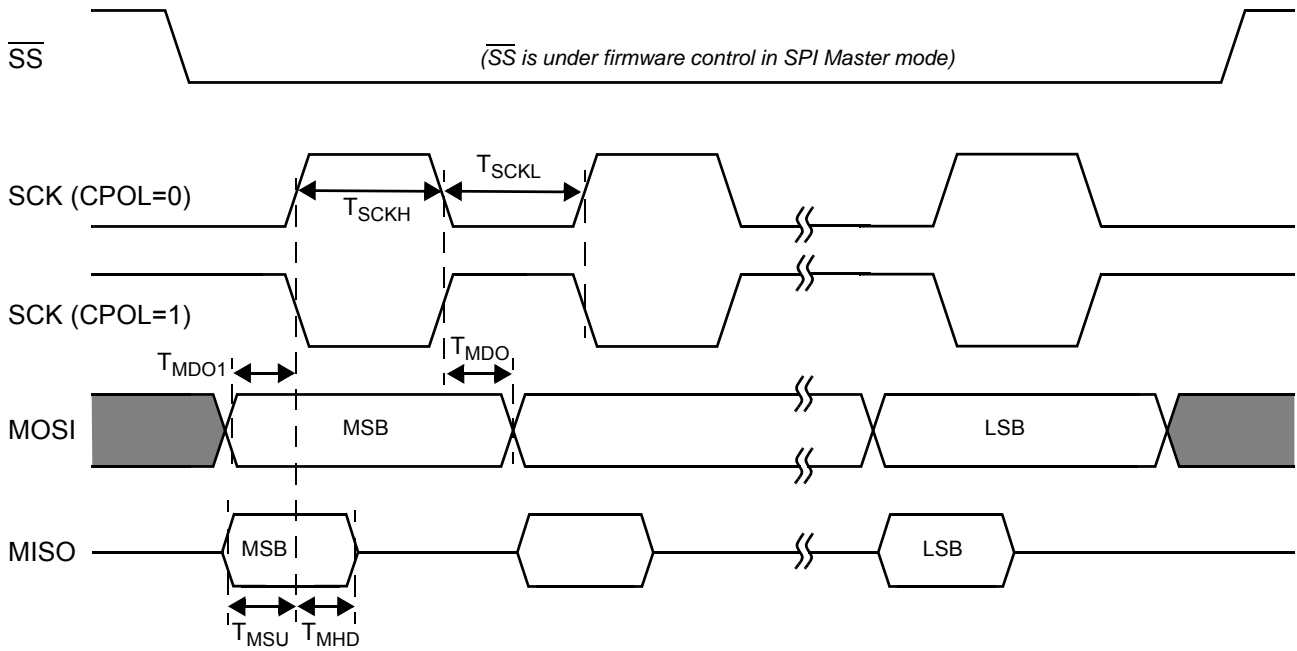 SS
(SS is under firmware control in SPI Master mode)
TSCKL
SCK (CPOL=0)
TSCKH
SCK (CPOL=1)
TMDO1
TMDO
MOSI
MSB
LSB
MISO
MSB
LSB
TMSU
TMHD